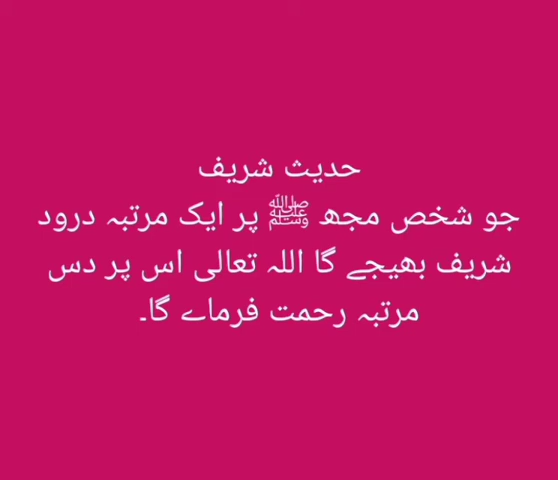 حدیث شریف
جو شخص مجھ ﷺ پر ایک مرتبہ درود
شریف بھیجے گا اللہ تعالی اس پر دس
مرتبہ رحمت فرماے گا۔